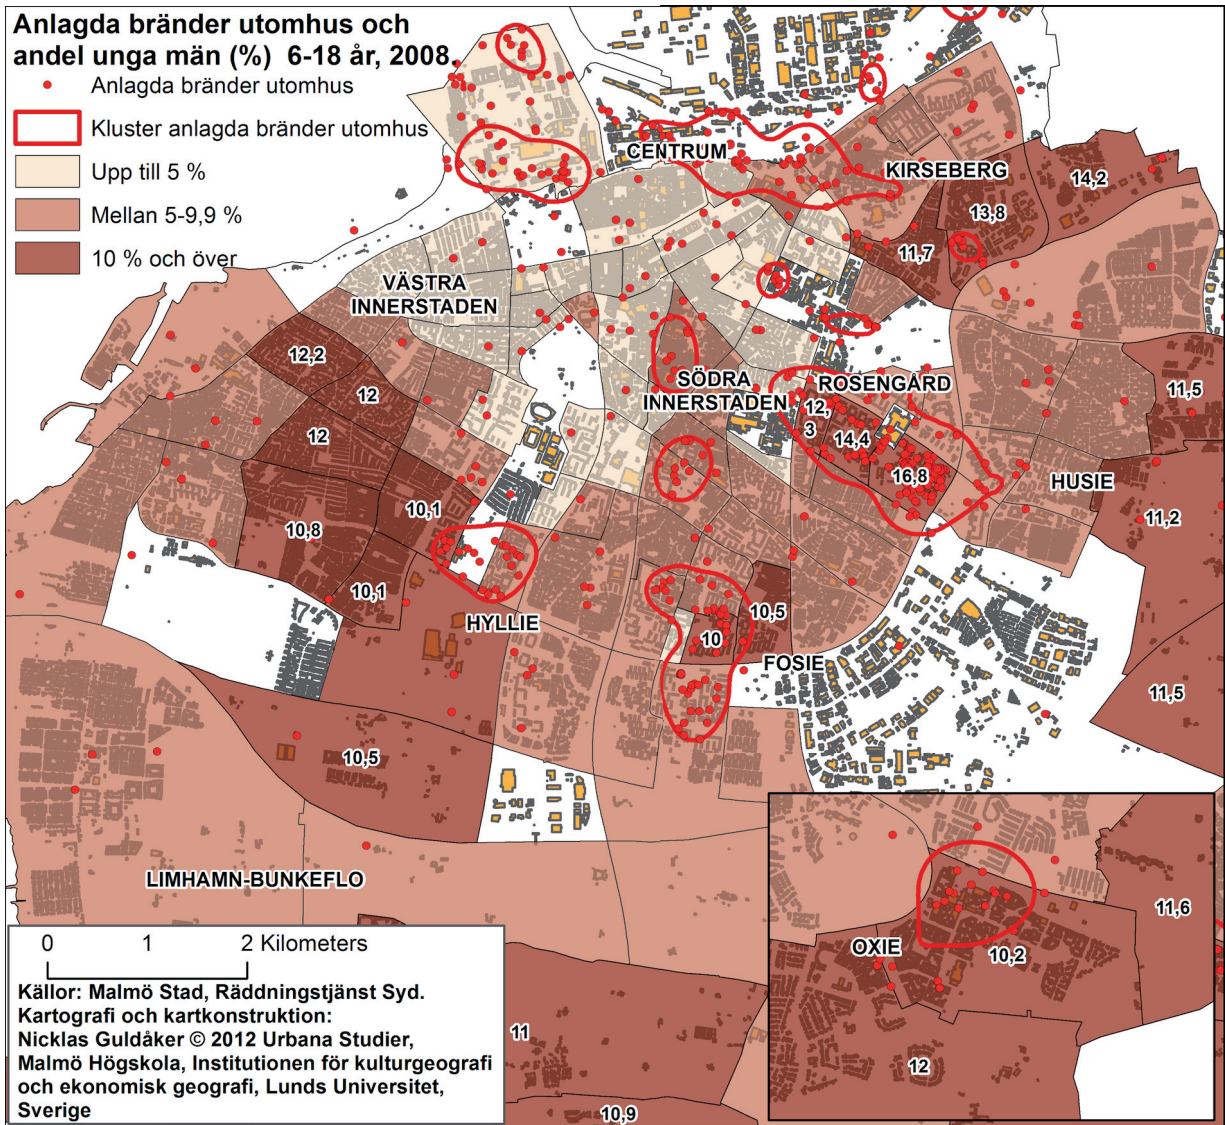 Anlagda bränder utomhus och
andel unga män (%) 6-18 år, 2008.
Anlagda bränder utomhus
Kluster anlagda bränder utomhus
Upp till 5 %
Mellan 5-9,9 %
10 % och över
CENTRUM
KIRSEBERG
14,2
13,8
11,7
VÄSTRA
INNERSTADEN
12,2
12
SÖDRA
INNERSTADEN
ROSENGÅRD
11,5
12,
3
14,4
12
16,8
HUSIE
10,8
10,1
11,2
10,1
HYLLIE
10,5
10
FOSIE
11,5
10,5
LIMHAMN-BUNKEFLO
11,6
OXIE
10,2
12
11
10,9
0 1 2 Kilometers
Källor: Malmö Stad, Räddningstjänst Syd.
Kartografi och kartkonstruktion:
Nicklas Guldåker © 2012 Urbana Studier,
Malmö Högskola, Institutionen för kulturgeografi
och ekonomisk geografi, Lunds Universitet,
Sverige